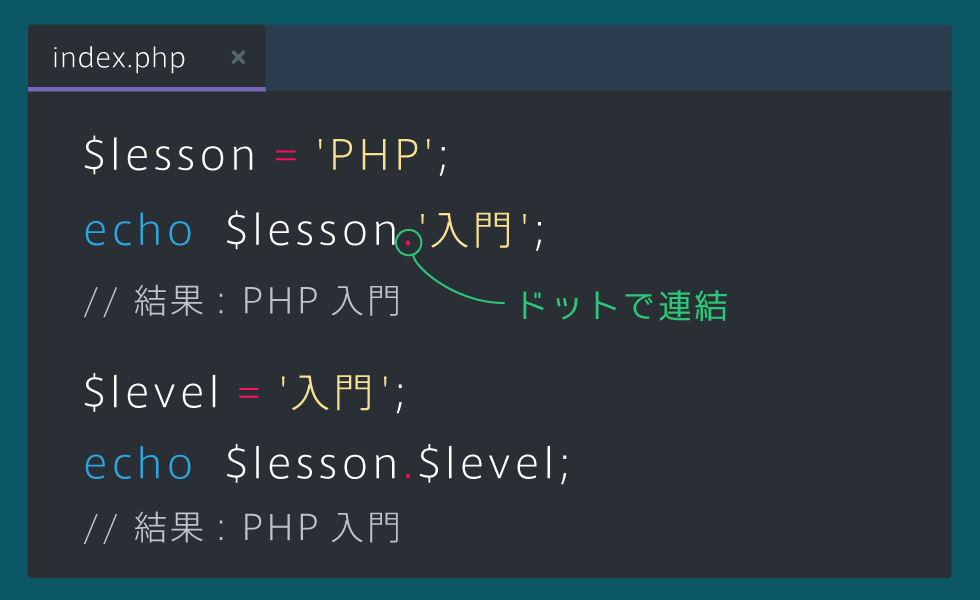 index.php ×
$lesson = 'PHP';
echo $lesson.'入門';
// 結果 : PHP 入門
ドットで連結
$level = '入門';
echo $lesson.$level;
// 結果 : PHP 入門